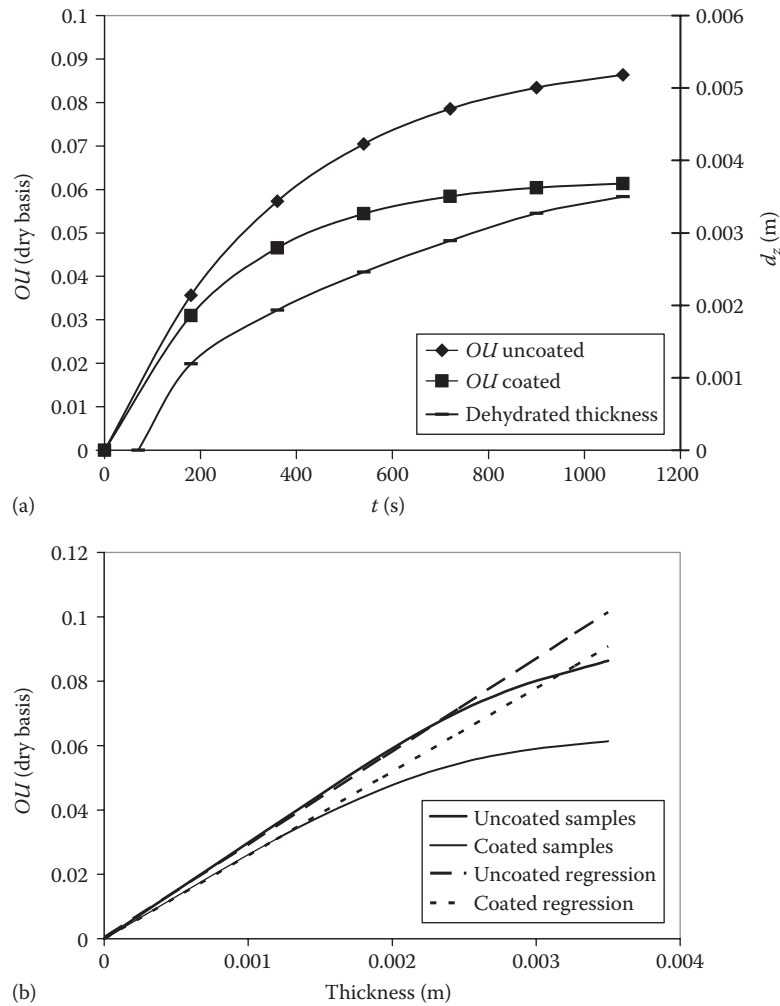 0.1
0.09
0.08
0.07
0.06
0.05
0.04
0.03
0.02
0.01
0
OU (dry basis)
0.006
0.005
0.004
0.003
0.002
0.001
0
d_z (m)
OU uncoated
OU coated
Dehydrated thickness
0 200 400 600 800 1000 1200
(a) t (s)
0.12
0.1
0.08
0.06
0.04
0.02
0
OU (dry basis)
Uncoated samples
Coated samples
Uncoated regression
Coated regression
0 0.001 0.002 0.003 0.004
(b) Thickness (m)